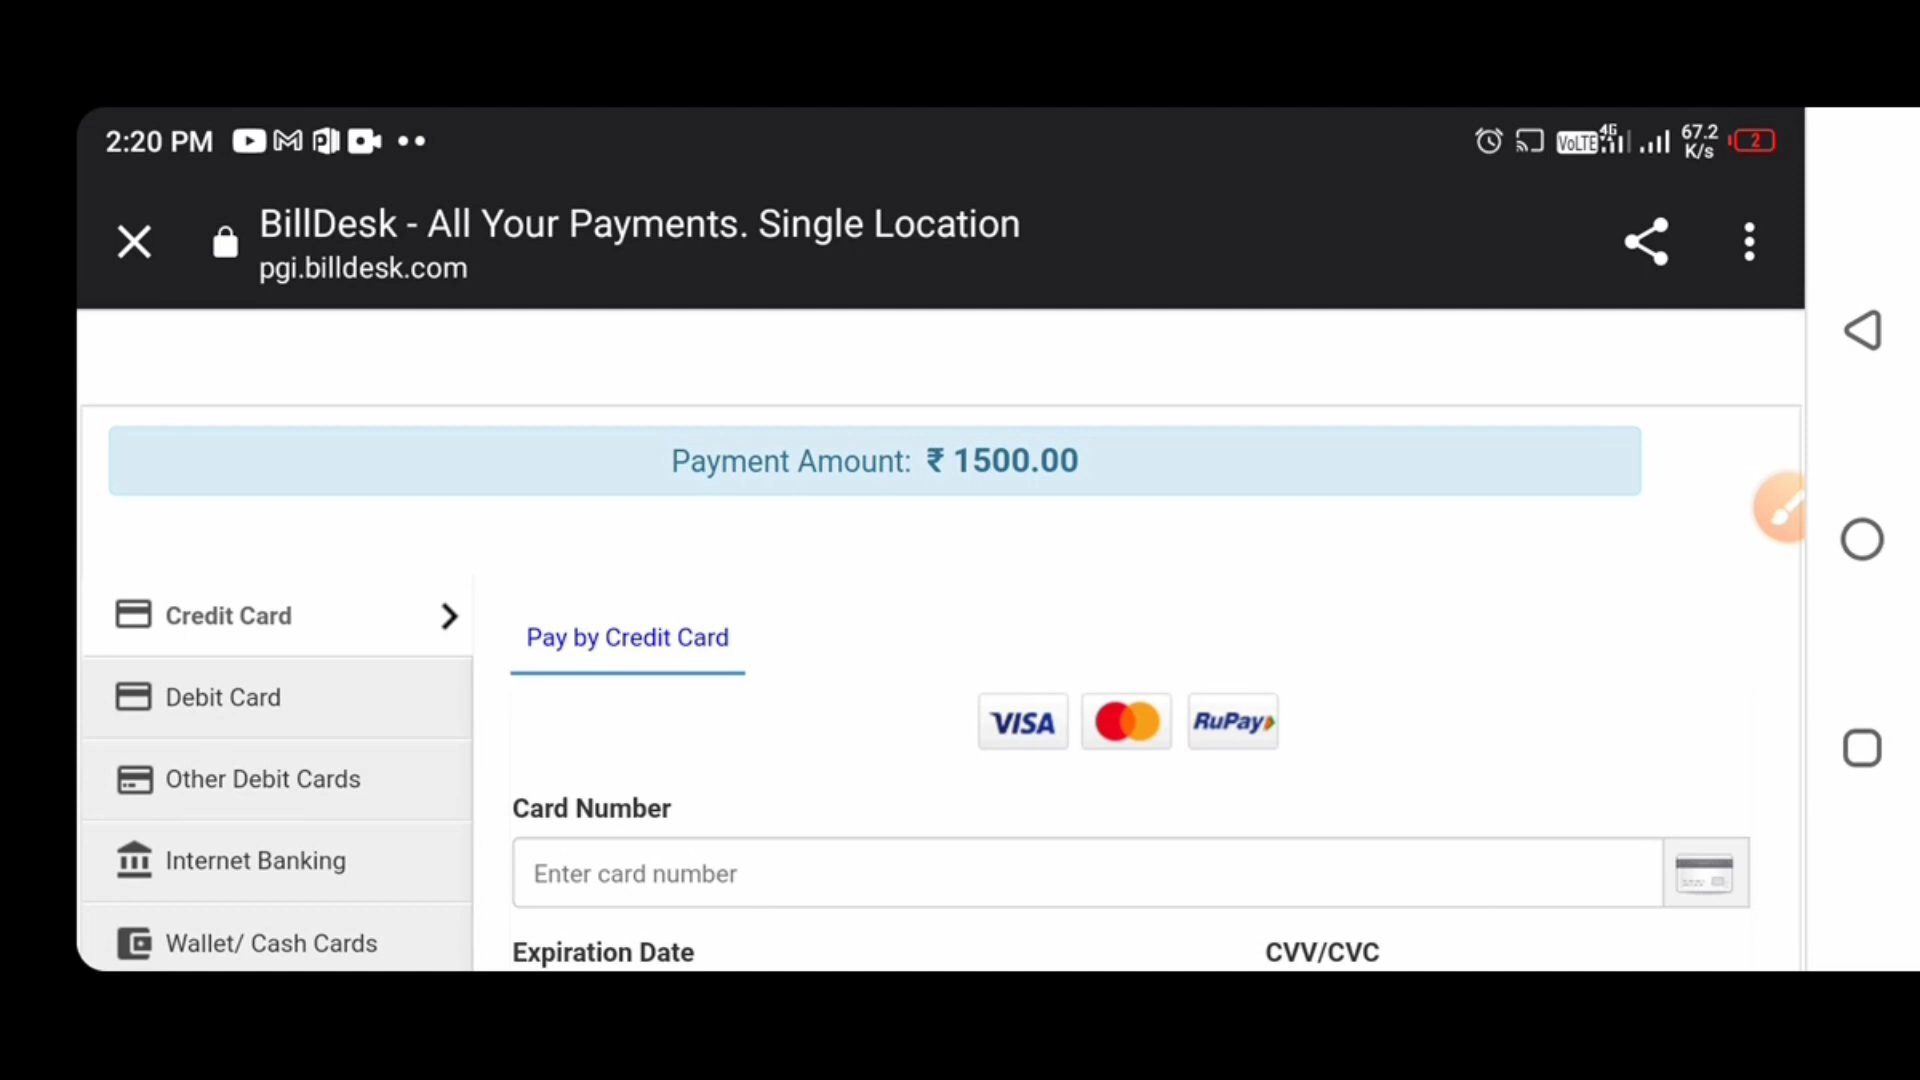 2:20 PM
VoLTE 4G 67.2 K/s 2
BillDesk - All Your Payments. Single Location
pgi.billdesk.com
Payment Amount: ₹ 1500.00
Credit Card
Debit Card
Other Debit Cards
Internet Banking
Wallet/ Cash Cards
Pay by Credit Card
VISA RuPay
Card Number
Enter card number
Expiration Date CVV/CVC